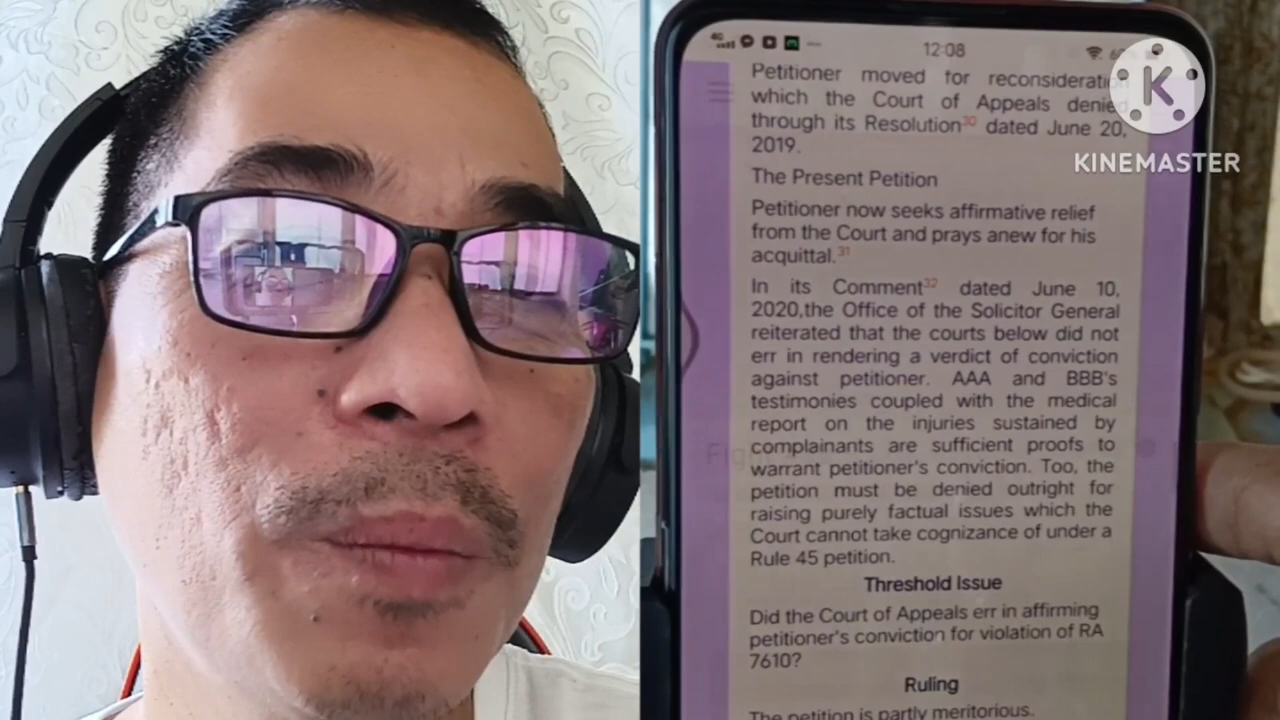 4G
12:08
Petitioner moved for reconsideration
which the Court of Appeals denied
through its Resolution30 dated June 20,
2019.
The Present Petition
Petitioner now seeks affirmative relief
from the Court and prays anew for his
acquittal.31
In its Comment32 dated June 10,
2020,the Office of the Solicitor General
reiterated that the courts below did not
err in rendering a verdict of conviction
against petitioner. AAA and BBB's
testimonies coupled with the medical
report on the injuries sustained by
complainants are sufficient proofs to
warrant petitioner's conviction. Too, the
petition must be denied outright for
raising purely factual issues which the
Court cannot take cognizance of under a
Rule 45 petition.
Threshold Issue
Did the Court of Appeals err in affirming
petitioner's conviction for violation of RA
7610?
Ruling
The petition is partly meritorious.
K
KINEMASTER